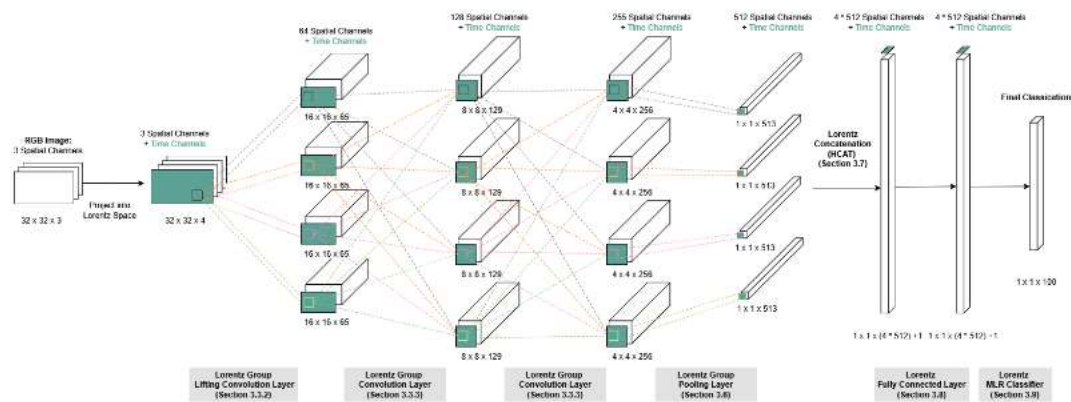 64 Spatial Channels
+ Time Channels
128 Spatial Channels
+ Time Channels
255 Spatial Channels
+ Time Channels
512 Spatial Channels
+ Time Channels
4 * 512 Spatial Channels
+ Time Channels
4 * 512 Spatial Channels
+ Time Channels
RGB Image:
3 Spatial Channels
32 x 32 x 3
Project into
Lorentz Space
3 Spatial Channels
+ Time Channels
32 x 32 x 4
16 x 16 x 65
16 x 16 x 65
16 x 16 x 65
16 x 16 x 65
8 x 8 x 129
8 x 8 x 129
8 x 8 x 129
8 x 8 x 129
4 x 4 x 256
4 x 4 x 256
4 x 4 x 256
4 x 4 x 256
1 x 1 x 513
1 x 1 x 513
1 x 1 x 513
1 x 1 x 513
Lorentz
Concatenation
(HCAT)
(Section 3.7)
1 x 1 x (4 * 512) +1
1 x 1 x (4 * 512) +1
Final Classication
1 x 1 x 100
Lorentz Group
Lifting Convolution Layer
(Section 3.3.2)
Lorentz Group
Convolution Layer
(Section 3.3.3)
Lorentz Group
Convolution Layer
(Section 3.3.3)
Lorentz Group
Pooling Layer
(Section 3.6)
Lorentz
Fully Connected Layer
(Section 3.8)
Lorentz
MLR Classifier
(Section 3.9)